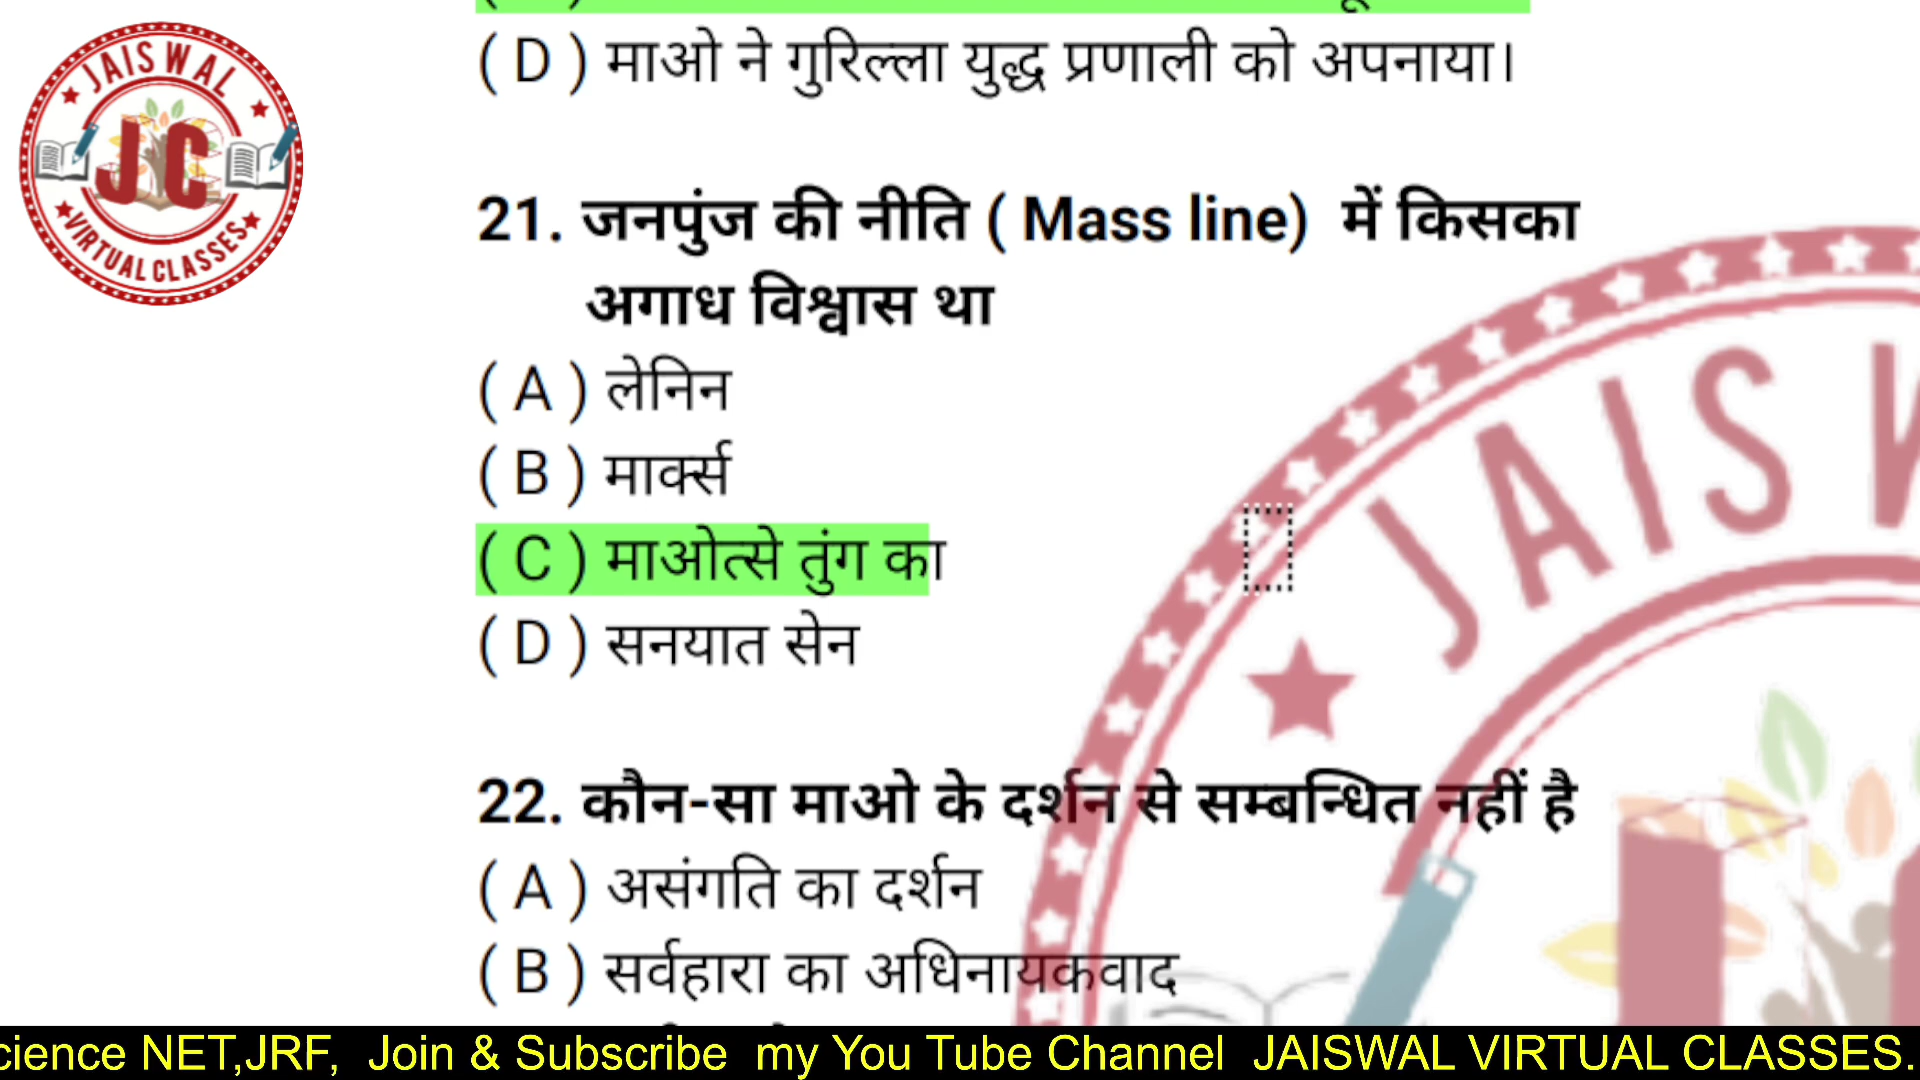 ( D ) माओ ने गुरिल्ला युद्ध प्रणाली को अपनाया।
JAISWAL
JC
VIRTUAL CLASSES
21. जनपुंज की नीति ( Mass line) में किसका
अगाध विश्वास था
( A ) लेनिन
( B ) मार्क्स
( C ) माओत्से तुंग का
( D ) सनयात सेन
JAIS
22. कौन-सा माओ के दर्शन से सम्बन्धित नहीं है
( A ) असंगति का दर्शन
( B ) सर्वहारा का अधिनायकवाद
cience NET,JRF, Join & Subscribe my You Tube Channel JAISWAL VIRTUAL CLASSES.